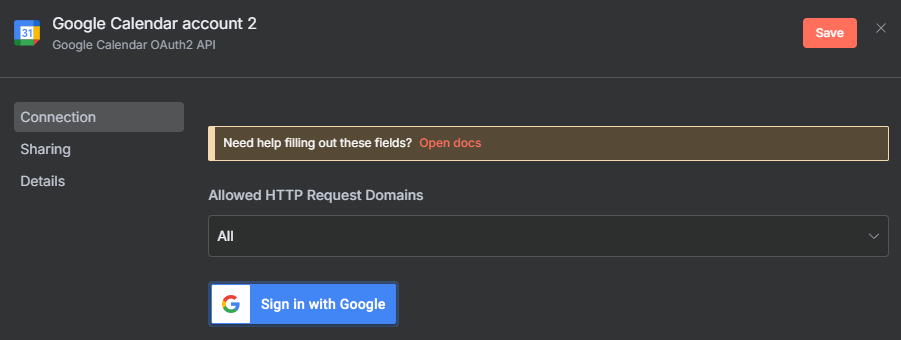 Google Calendar account 2
Google Calendar OAuth2 API
31
Save
Connection
Sharing
Details
Need help filling out these fields? Open docs
Allowed HTTP Request Domains
All
G
Sign in with Google